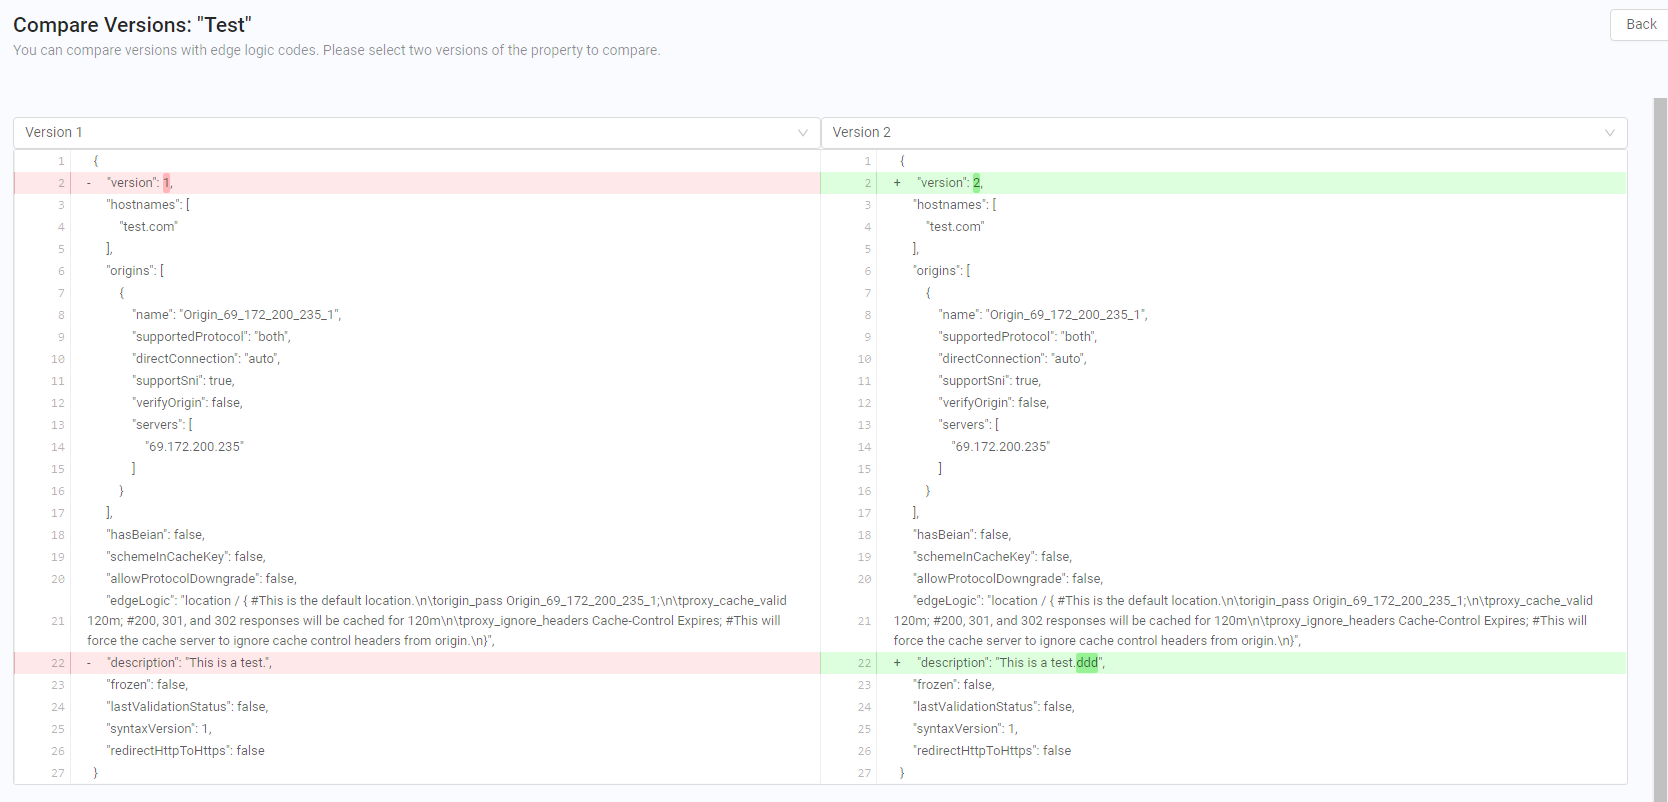 Compare Versions: "Test"
Back
You can compare versions with edge logic codes. Please select two versions of the property to compare.
Version 1
1 {
2 - "version": 1,
3 "hostnames": [
4 "test.com"
5 ],
6 "origins": [
7 {
8 "name": "Origin_69_172_200_235_1",
9 "supportedProtocol": "both",
10 "directConnection": "auto",
11 "supportSni": true,
12 "verifyOrigin": false,
13 "servers": [
14 "69.172.200.235"
15 ]
16 }
17 ],
18 "hasBeian": false,
19 "schemeInCacheKey": false,
20 "allowProtocolDowngrade": false,
"edgeLogic": "location / { #This is the default location.\n\torigin_pass Origin_69_172_200_235_1;\n\tproxy_cache_valid
21 120m; #200, 301, and 302 responses will be cached for 120m\n\tproxy_ignore_headers Cache-Control Expires; #This will
force the cache server to ignore cache control headers from origin.\n}",
22 - "description": "This is a test.",
23 "frozen": false,
24 "lastValidationStatus": false,
25 "syntaxVersion": 1,
26 "redirectHttpToHttps": false
27 }
Version 2
1 {
2 + "version": 2,
3 "hostnames": [
4 "test.com"
5 ],
6 "origins": [
7 {
8 "name": "Origin_69_172_200_235_1",
9 "supportedProtocol": "both",
10 "directConnection": "auto",
11 "supportSni": true,
12 "verifyOrigin": false,
13 "servers": [
14 "69.172.200.235"
15 ]
16 }
17 ],
18 "hasBeian": false,
19 "schemeInCacheKey": false,
20 "allowProtocolDowngrade": false,
"edgeLogic": "location / { #This is the default location.\n\torigin_pass Origin_69_172_200_235_1;\n\tproxy_cache_valid
21 120m; #200, 301, and 302 responses will be cached for 120m\n\tproxy_ignore_headers Cache-Control Expires; #This will
force the cache server to ignore cache control headers from origin.\n}",
22 + "description": "This is a test.ddd",
23 "frozen": false,
24 "lastValidationStatus": false,
25 "syntaxVersion": 1,
26 "redirectHttpToHttps": false
27 }